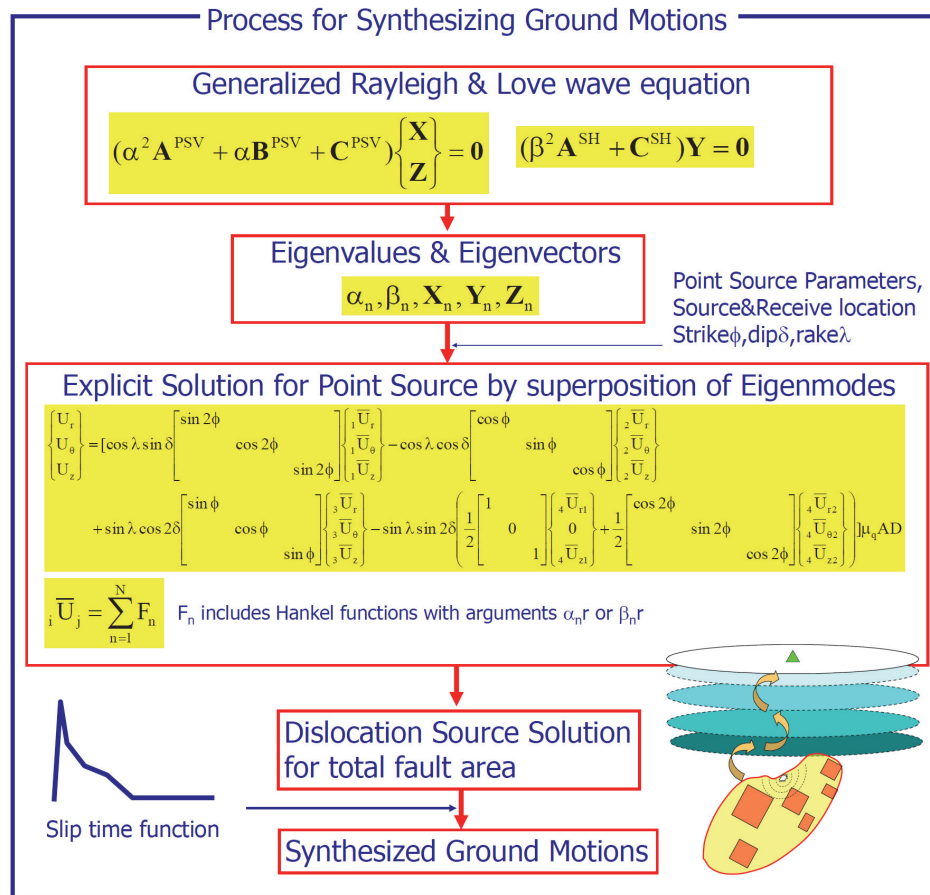 Process for Synthesizing Ground Motions
Generalized Rayleigh & Love wave equation
(α² A^PSV + αB^PSV + C^PSV){X Z} = 0 (β² A^SH + C^SH)Y = 0
Eigenvalues & Eigenvectors
α_n, β_n, X_n, Y_n, Z_n
Point Source Parameters,
Source&Receive location
Strikeφ,dipδ,rakeλ
Explicit Solution for Point Source by superposition of Eigenmodes
{U_r U_θ U_z} = [cos λ sin δ [sin 2φ cos 2φ sin 2φ] {₁Ū_r ₁Ū_θ ₁Ū_z} − cos λ cos δ [cos φ sin φ cos φ] {₂Ū_r ₂Ū_θ ₂Ū_z}
+ sin λ cos 2δ [sin φ cos φ sin φ] {₃Ū_r ₃Ū_θ ₃Ū_z} − sin λ sin 2δ (1/2 [1 0 1] {₄Ū_r1 0 ₄Ū_z1} + 1/2 [cos 2φ sin 2φ cos 2φ] {₄Ū_r2 ₄Ū_θ2 ₄Ū_z2})]μ_q AD
ᵢŪ_j = ∑_{n=1}^{N} F_n F_n includes Hankel functions with arguments α_n r or β_n r
Dislocation Source Solution
for total fault area
Slip time function
Synthesized Ground Motions